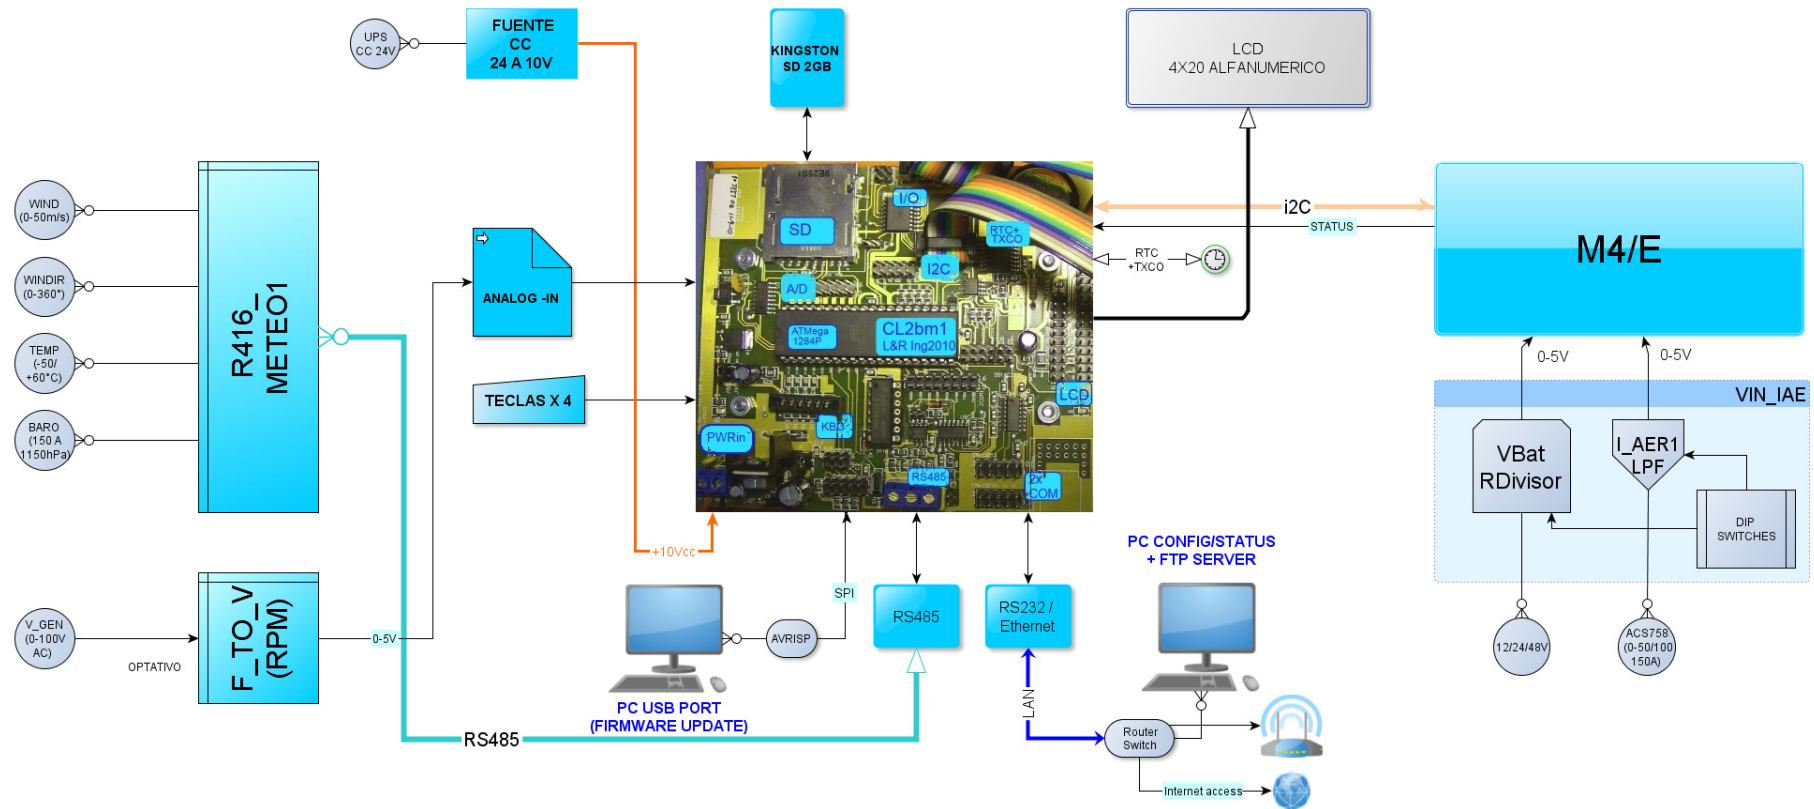 UPS
CC 24V
FUENTE
CC
24 A 10V
KINGSTON
SD 2GB
LCD
4X20 ALFANUMERICO
WIND
(0-50m/s)
WINDIR
(0-360°)
TEMP
(-50/
+60°C)
BARO
(150 A
1150hPa)
R416_
METEO1
ANALOG -IN
TECLAS X 4
9E25S1
I/O
SD
RTC+
TXCO
I2C
A/D
ATMega
1284P
CL2bm1
L&R Ing2010
LCD
KBD
PWRin
RS485
2x
COM
i2C
STATUS
RTC
+TXCO
M4/E
0-5V
0-5V
VIN_IAE
VBat
RDivisor
I_AER1
LPF
DIP
SWITCHES
12/24/48V
ACS758
(0-50/100
150A)
+10Vcc
V_GEN
(0-100V
AC)
OPTATIVO
F_TO_V
(RPM)
0-5V
SPI
AVRISP
PC USB PORT
(FIRMWARE UPDATE)
RS485
RS485
RS232 /
Ethernet
PC CONFIG/STATUS
+ FTP SERVER
LAN
Router
Switch
Internet access